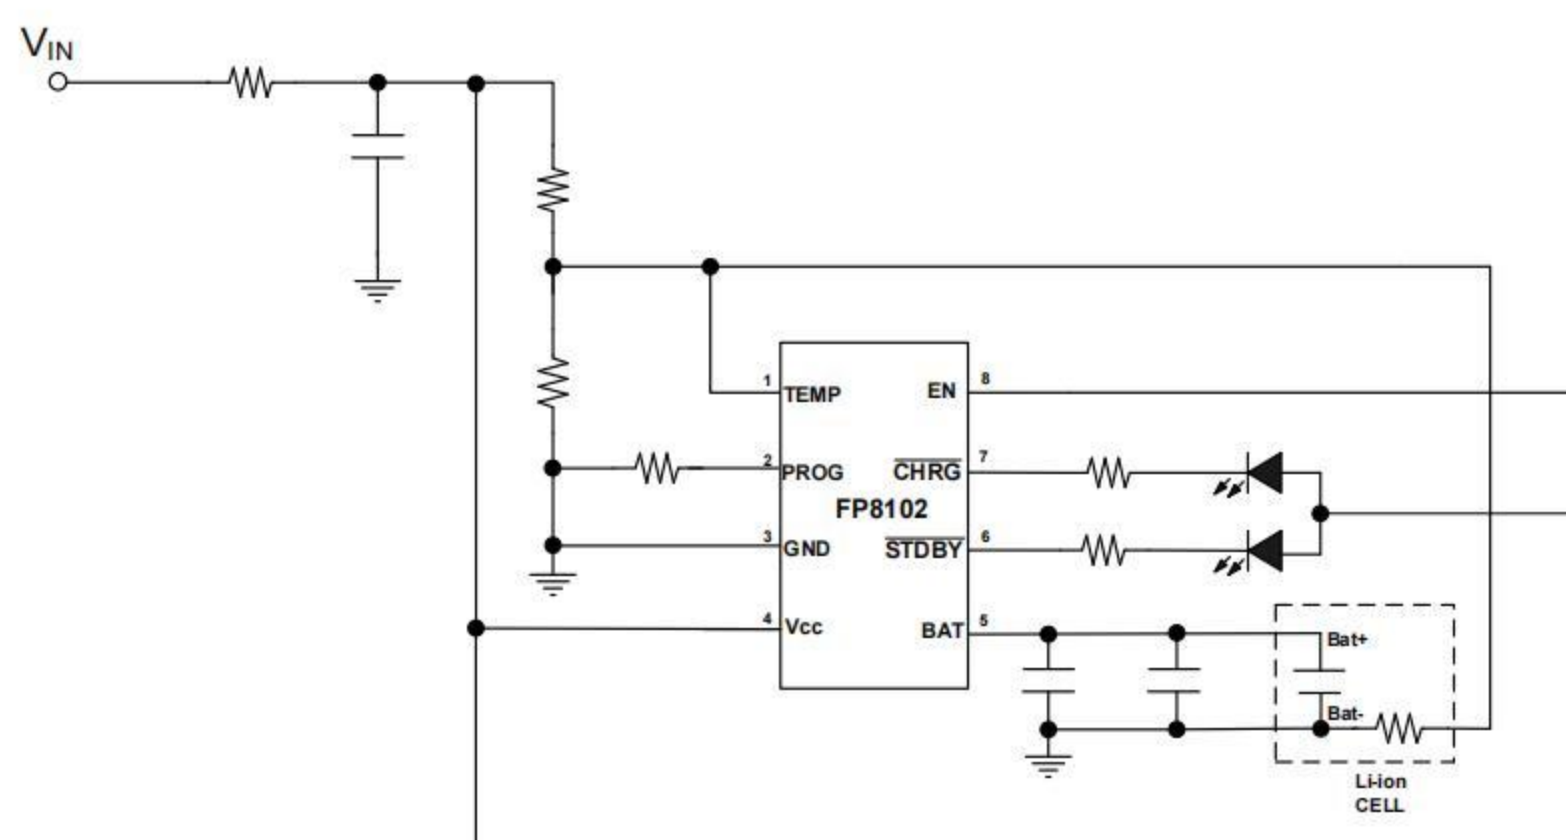 VIN
1 TEMP
EN 8
2 PROG
CHRG 7
FP8102
3 GND
STDBY 6
4 Vcc
BAT 5
Bat+
Bat-
Li-ion
CELL